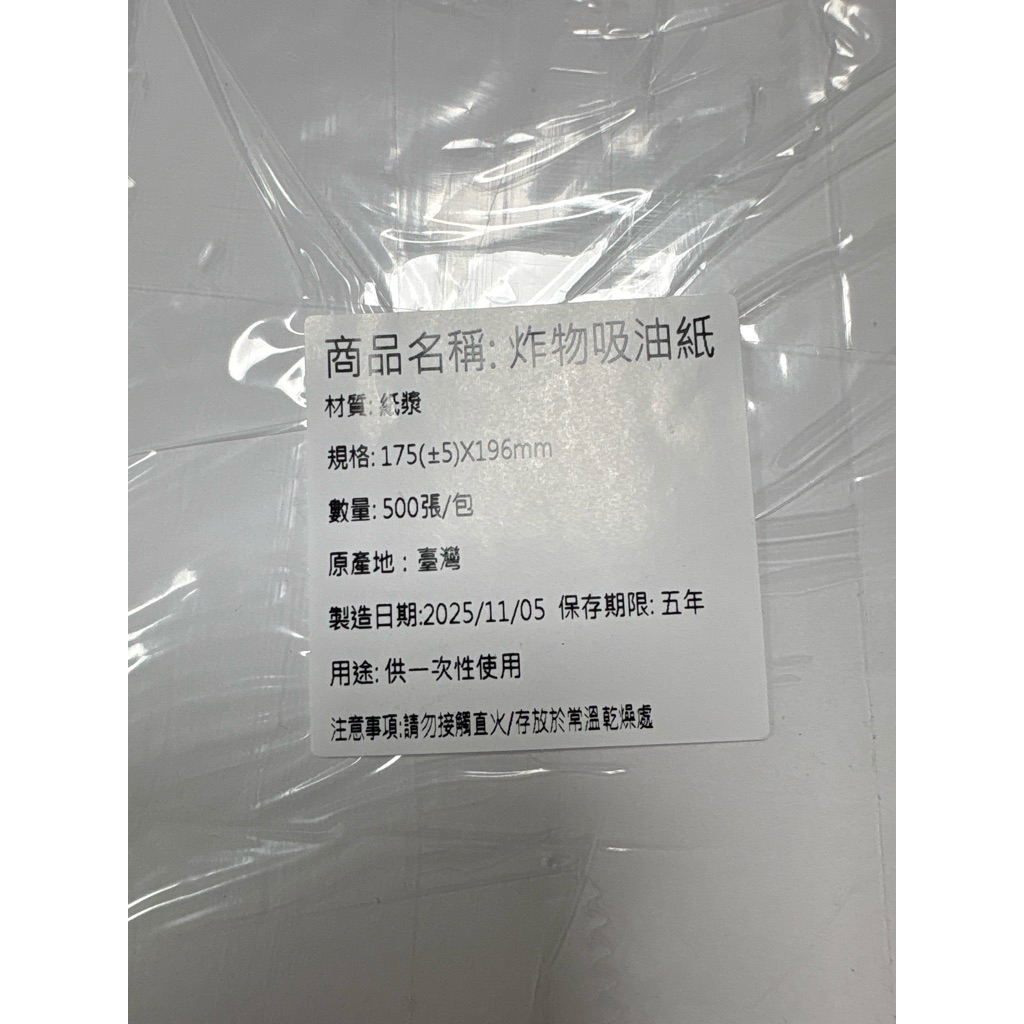 商品名稱: 炸物吸油紙
材質: 紙漿
規格: 175(±5)X196mm
數量: 500張/包
原產地：臺灣
製造日期:2025/11/05 保存期限: 五年
用途: 供一次性使用
注意事項:請勿接觸直火/存放於常溫乾燥處